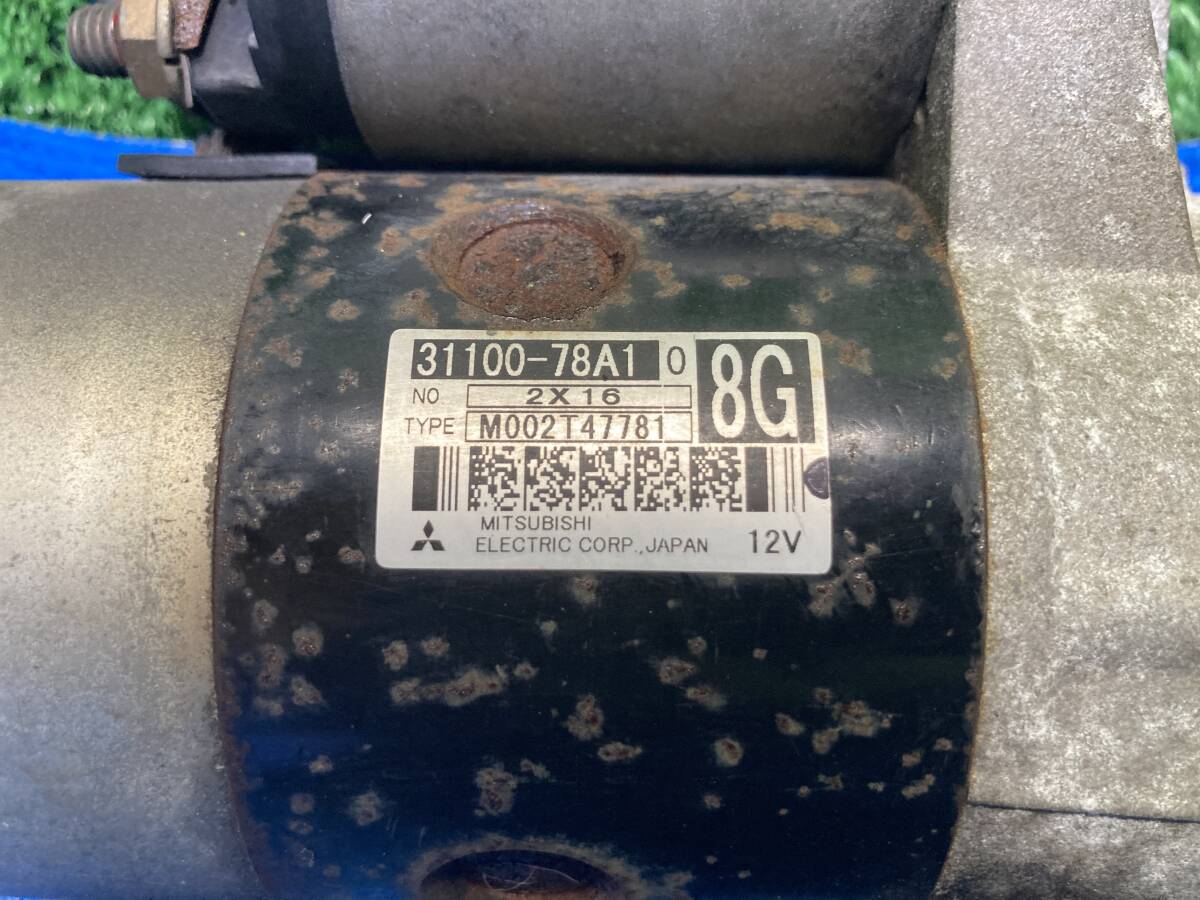 31100-78A1 0
8G
NO 2X16
TYPE M002T47781
MITSUBISHI
ELECTRIC CORP., JAPAN 12V